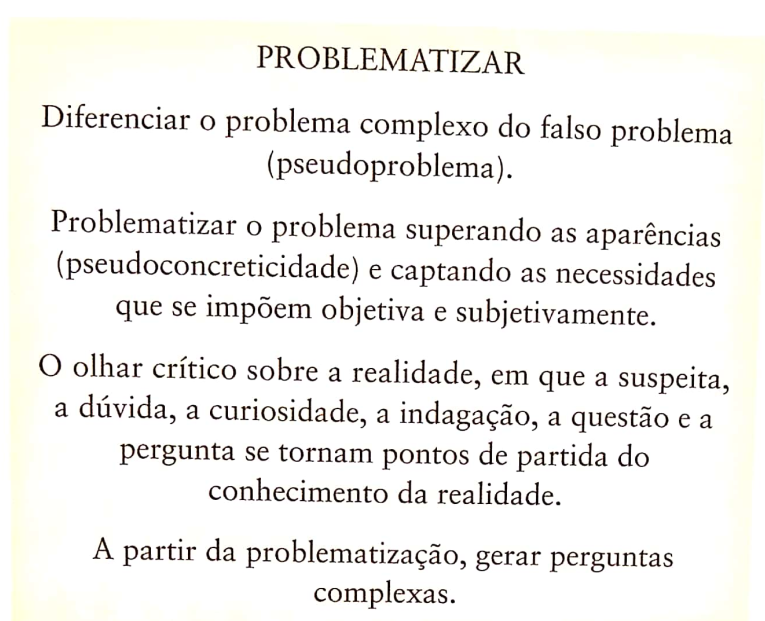 PROBLEMATIZAR
Diferenciar o problema complexo do falso problema
(pseudoproblema).
Problematizar o problema superando as aparências
(pseudoconcreticidade) e captando as necessidades
que se impõem objetiva e subjetivamente.
O olhar crítico sobre a realidade, em que a suspeita,
a dúvida, a curiosidade, a indagação, a questão e a
pergunta se tornam pontos de partida do
conhecimento da realidade.
A partir da problematização, gerar perguntas
complexas.